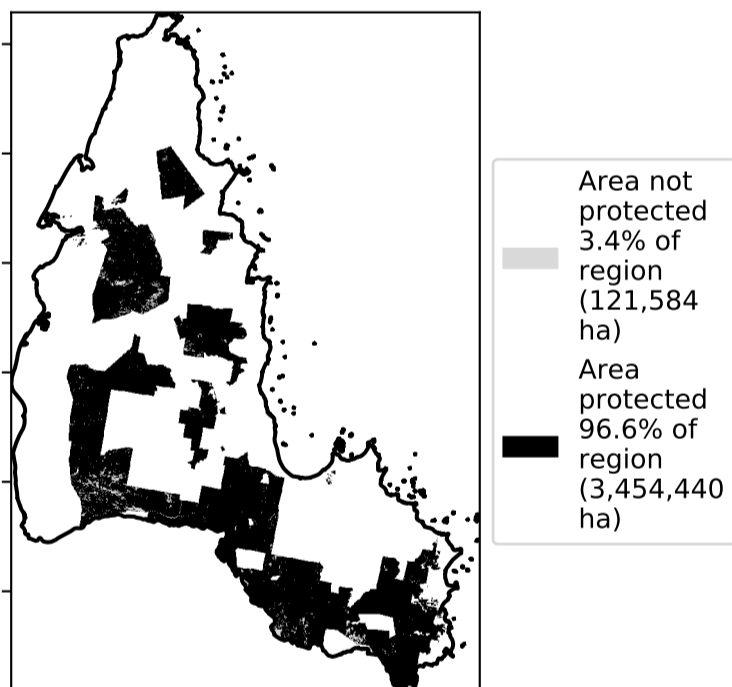 Area not
protected
3.4% of
region
(121,584
ha)
Area
protected
96.6% of
region
(3,454,440
ha)